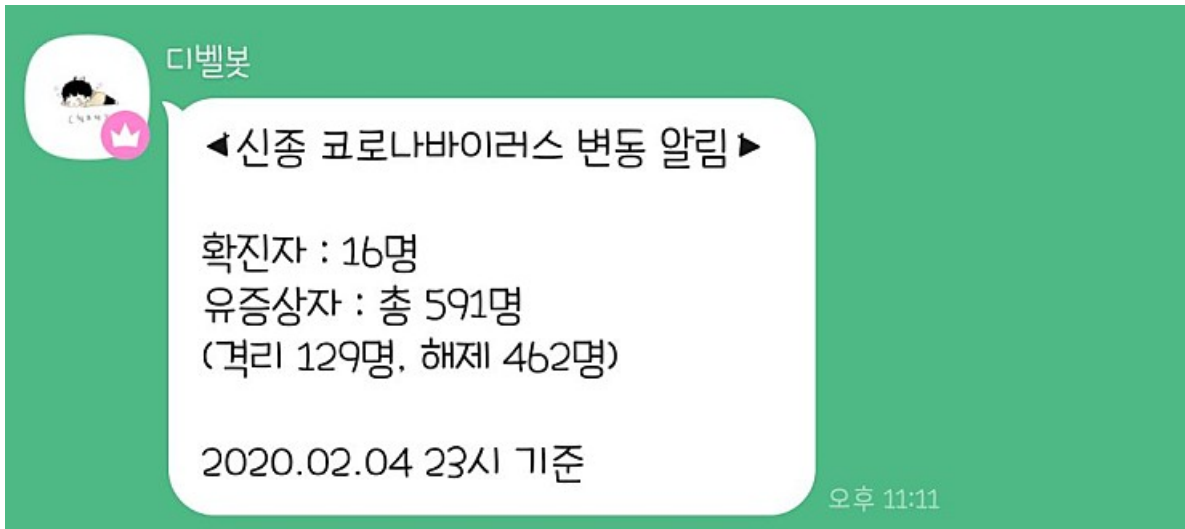 디벨봇
◀신종 코로나바이러스 변동 알림▶
확진자 : 16명
유증상자 : 총 591명
(격리 129명, 해제 462명)
2020.02.04 23시 기준
오후 11:11